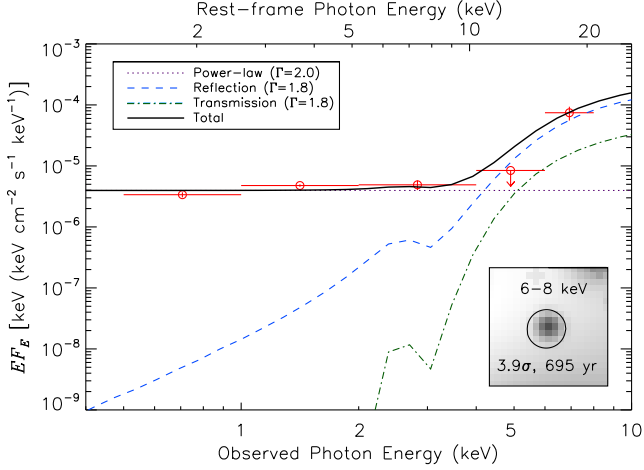 Rest-frame Photon Energy (keV)
2 5 10 20
10⁻³
10⁻⁴
10⁻⁵
10⁻⁶
10⁻⁷
10⁻⁸
10⁻⁹
EF_E [keV (keV cm⁻² s⁻¹ keV⁻¹)]
Power-law (Γ=2.0)
Reflection (Γ=1.8)
Transmission (Γ=1.8)
Total
6-8 keV
3.9σ, 695 yr
1 2 5 10
Observed Photon Energy (keV)